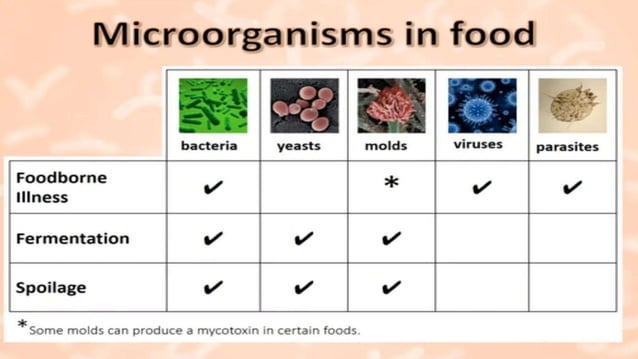 Microorganisms in food
bacteria yeasts molds viruses parasites
Foodborne
Illness ✔ * ✔ ✔
Fermentation ✔ ✔ ✔
Spoilage ✔ ✔ ✔
* Some molds can produce a mycotoxin in certain foods.